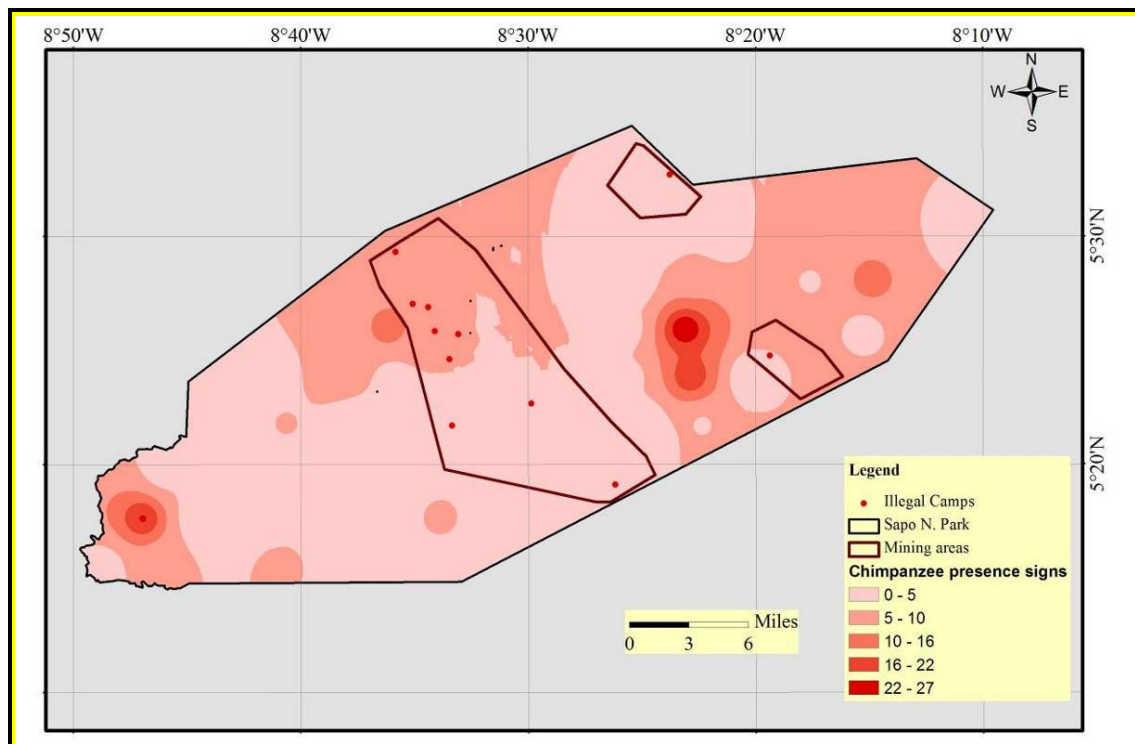 8°50'W 8°40'W 8°30'W 8°20'W 8°10'W
N
W E
S
5°30'N
5°20'N
Legend
Illegal Camps
Sapo N. Park
Mining areas
Chimpanzee presence signs
0 - 5
5 - 10
10 - 16
16 - 22
22 - 27
Miles
0 3 6